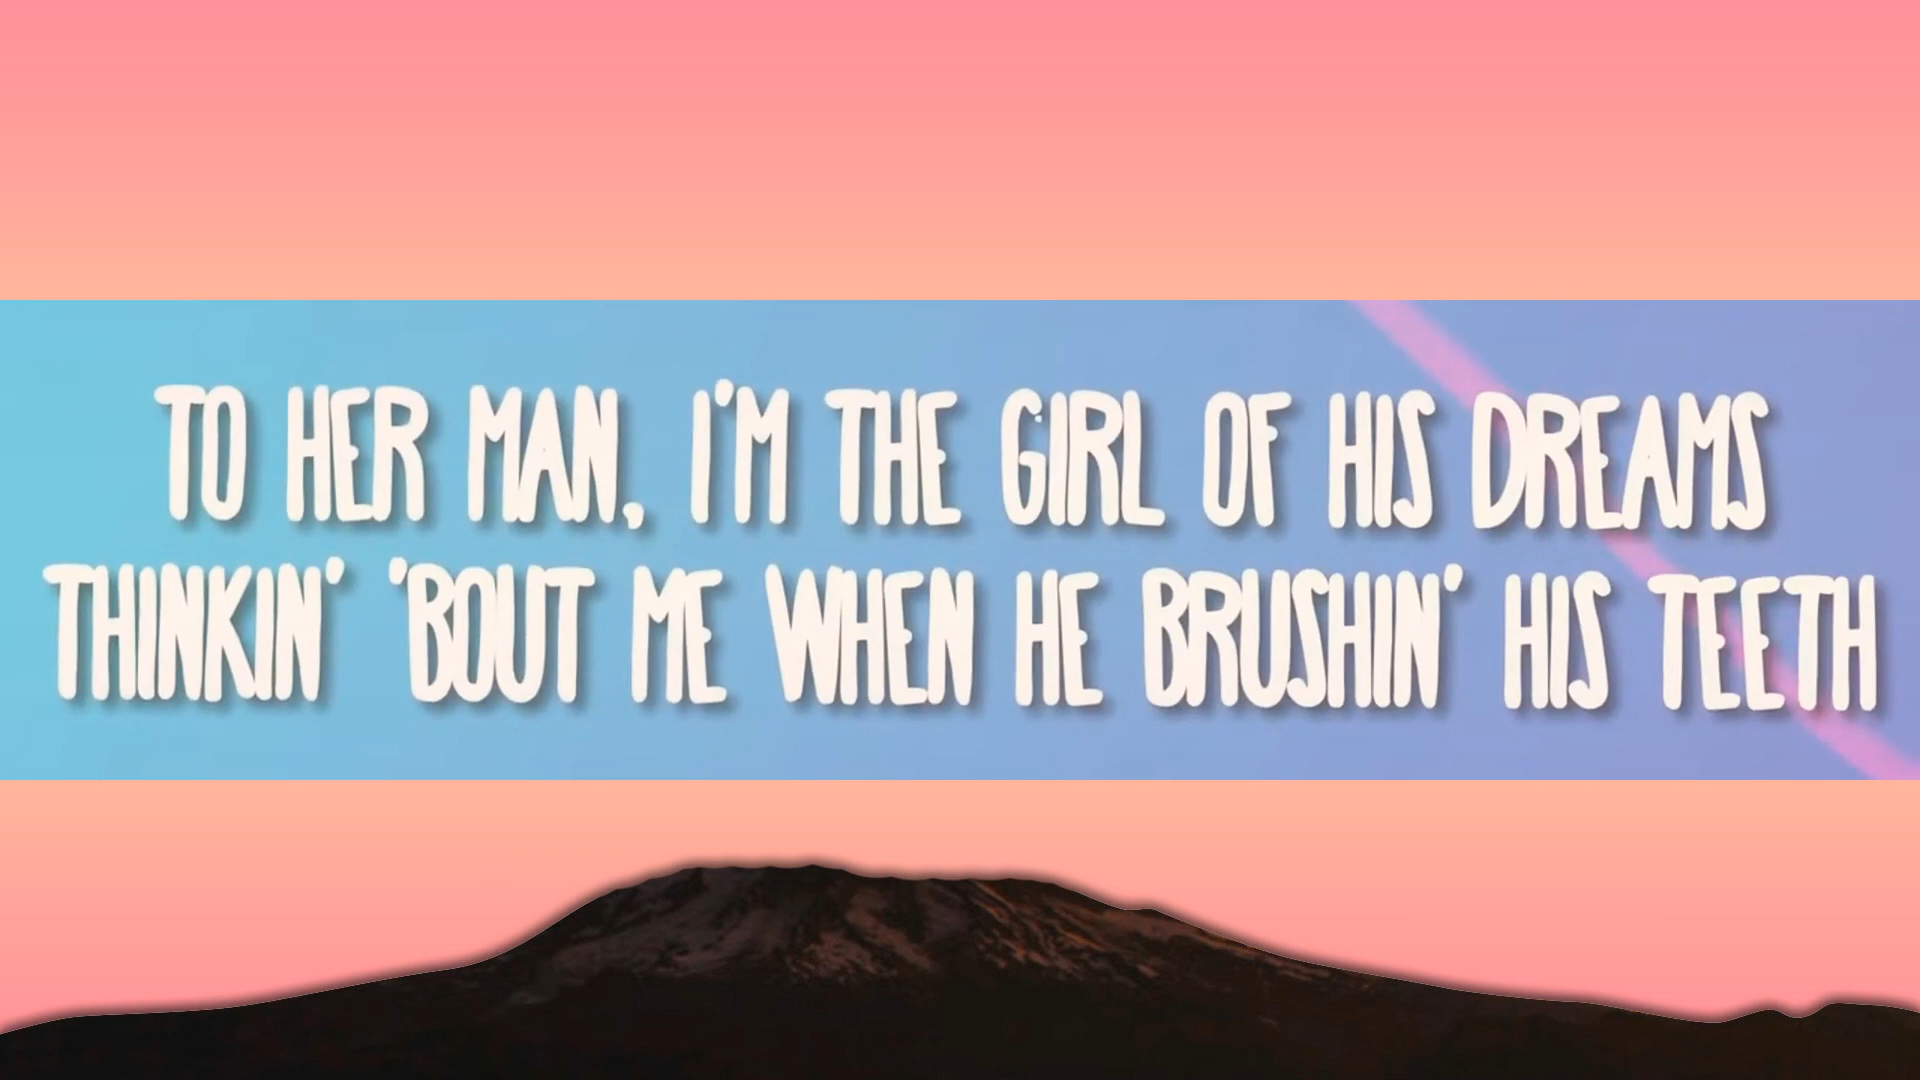 TO HER MAN, I'M THE GIRL OF HIS DREAMS
THINKIN' 'BOUT ME WHEN HE BRUSHIN' HIS TEETH